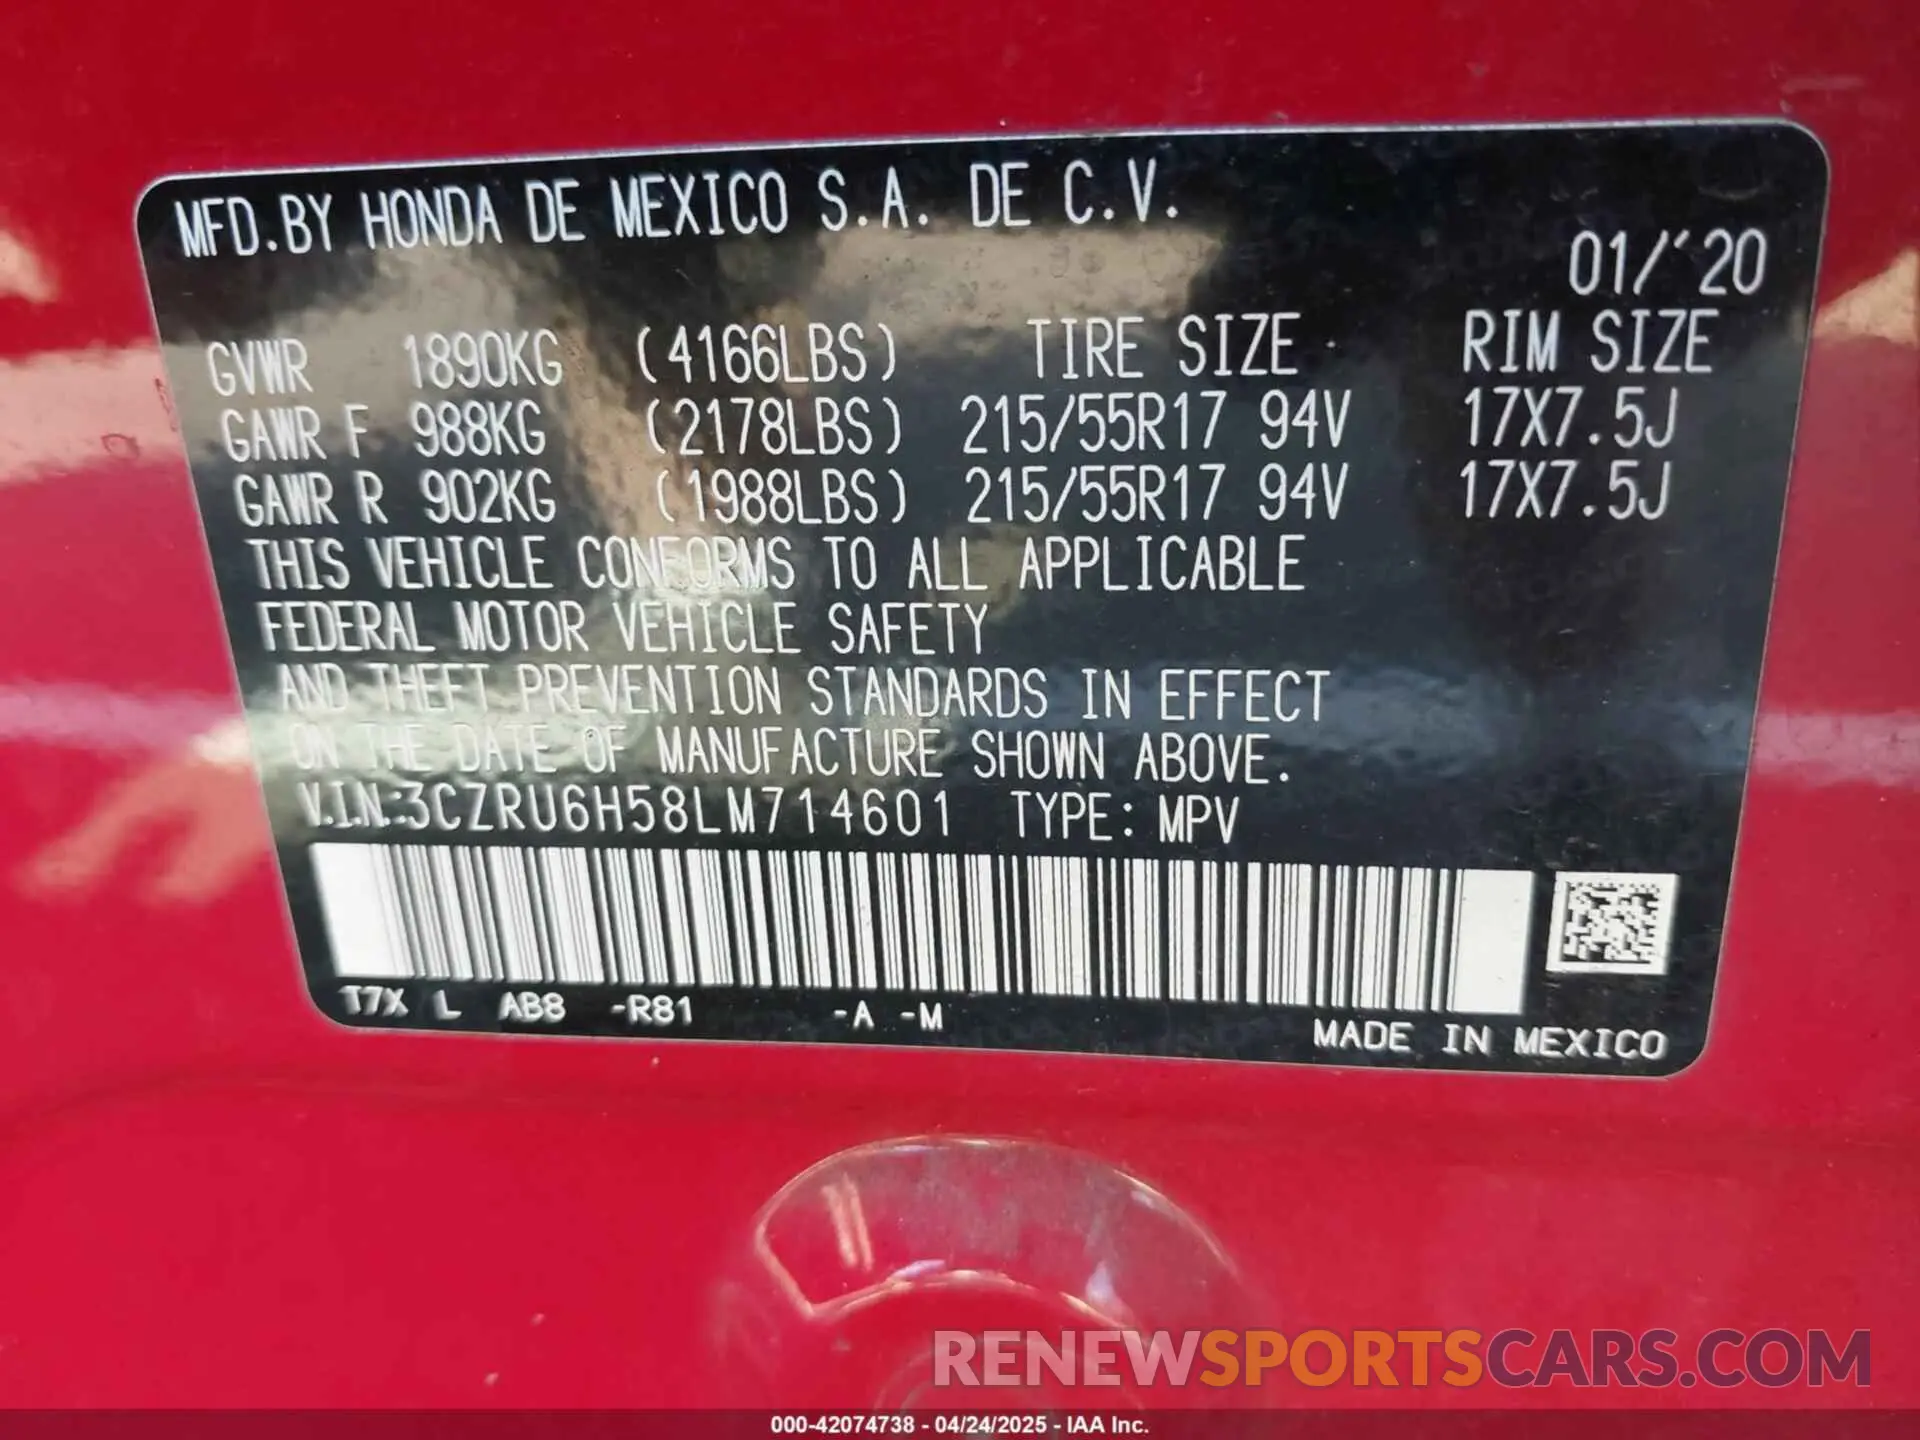 MFD.BY HONDA DE MEXICO S.A. DE C.V.
01/'20
GVWR 1890KG (4166LBS) TIRE SIZE RIM SIZE
GAWR F 988KG (2178LBS) 215/55R17 94V 17X7.5J
GAWR R 902KG (1988LBS) 215/55R17 94V 17X7.5J
THIS VEHICLE CONFORMS TO ALL APPLICABLE
FEDERAL MOTOR VEHICLE SAFETY
AND THEFT PREVENTION STANDARDS IN EFFECT
ON THE DATE OF MANUFACTURE SHOWN ABOVE.
V.I.N.:3CZRU6H58LM714601 TYPE: MPV
T7X L AB8 -R81 -A -M
MADE IN MEXICO
RENEWSPORTSCARS.COM
000-42074738 - 04/24/2025 - IAA Inc.